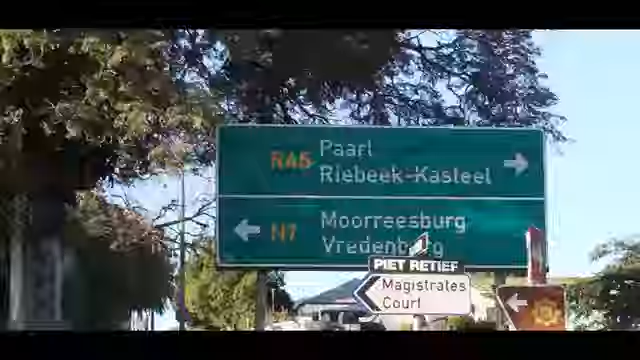 R45 Paarl
Riebeek-Kasteel
N7 Moorreesburg
Vredenburg
PIET RETIEF
Magistrates
Court